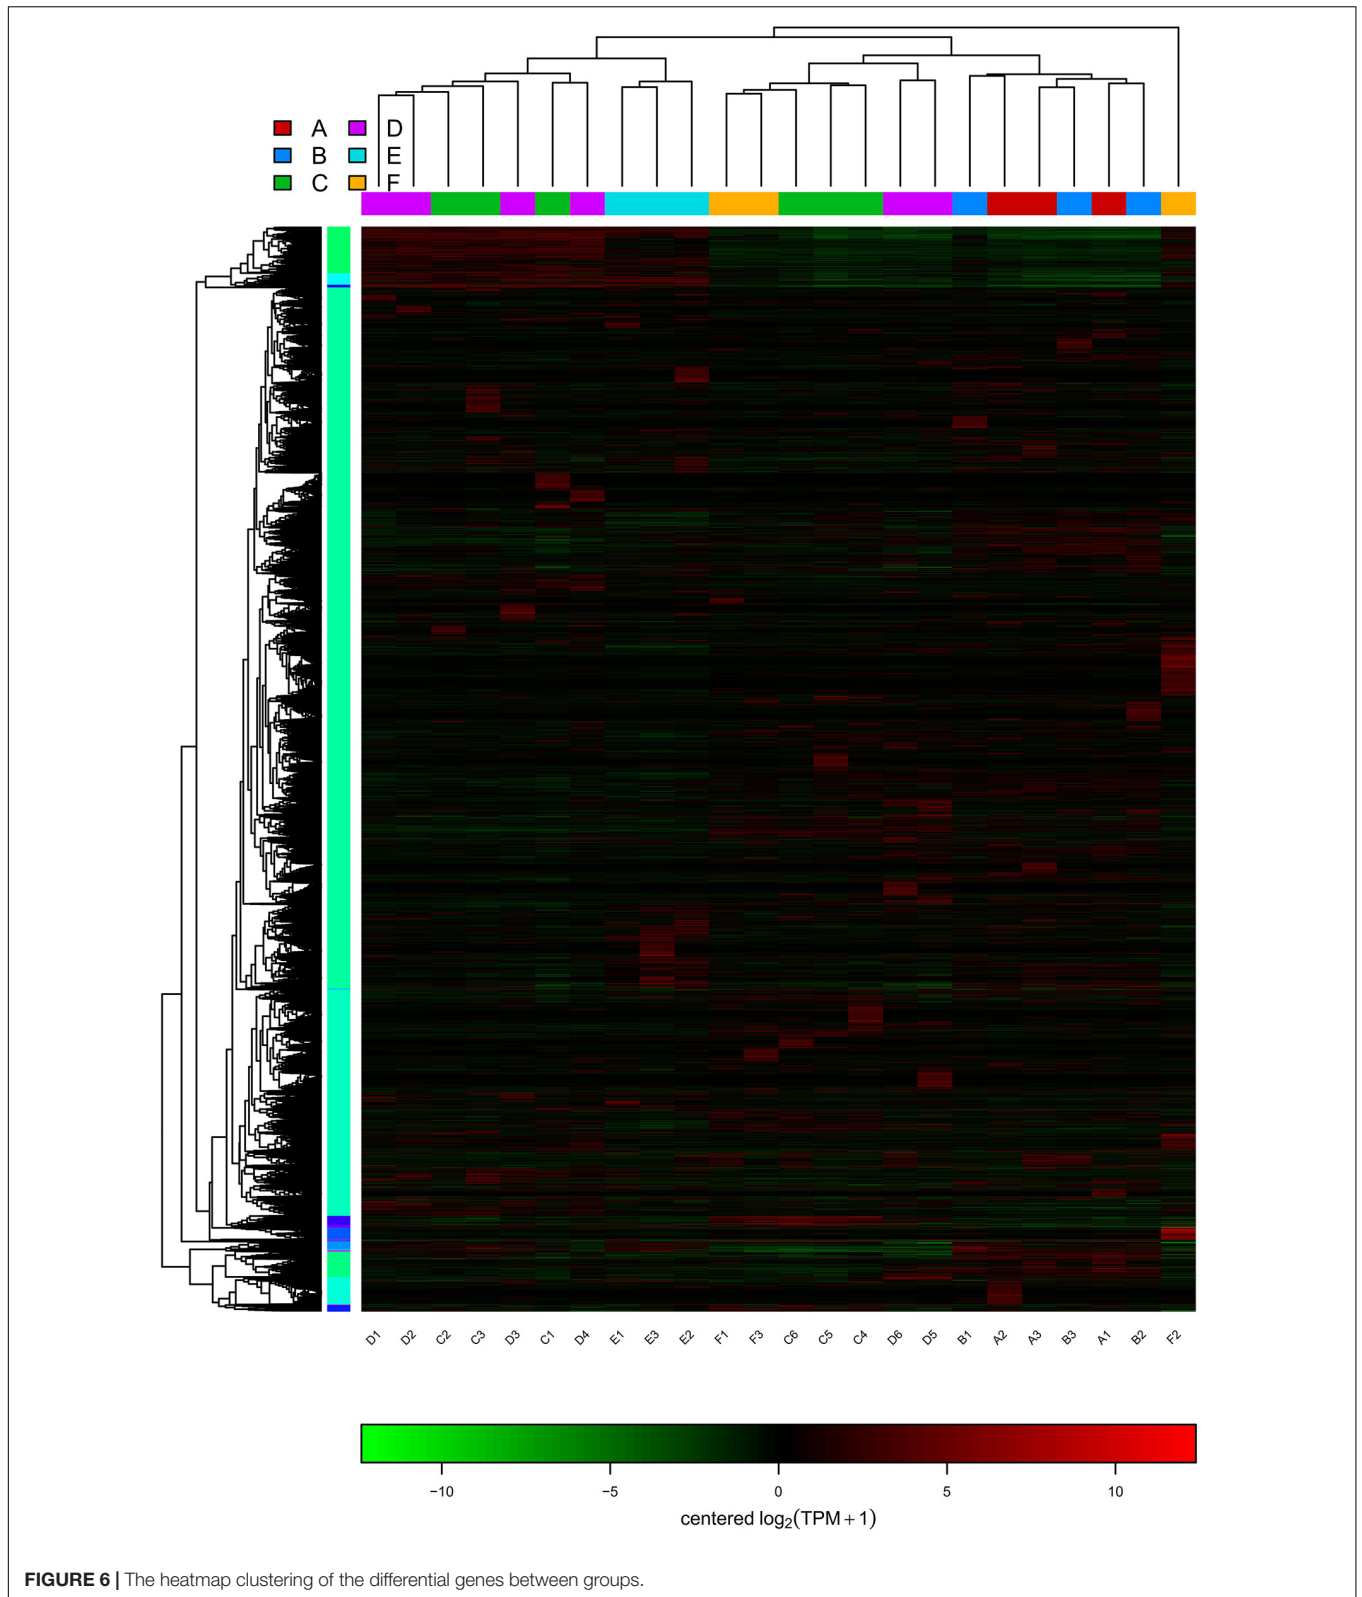 A D
B E
C F
D1 D2 C2 C3 D3 C1 D4 E1 E3 E2 F1 F3 C6 C5 C4 D6 D5 B1 A2 A3 B3 A1 B2 F2
−10 −5 0 5 10
centered log₂(TPM+1)
FIGURE 6 | The heatmap clustering of the differential genes between groups.